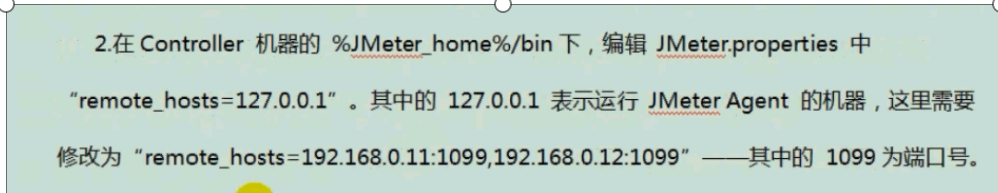 2.在 Controller 机器的 %JMeter_home%/bin 下，编辑 JMeter.properties 中
“remote_hosts=127.0.0.1”。其中的 127.0.0.1 表示运行 JMeter Agent 的机器，这里需要
修改为“remote_hosts=192.168.0.11:1099,192.168.0.12:1099”——其中的 1099 为端口号。